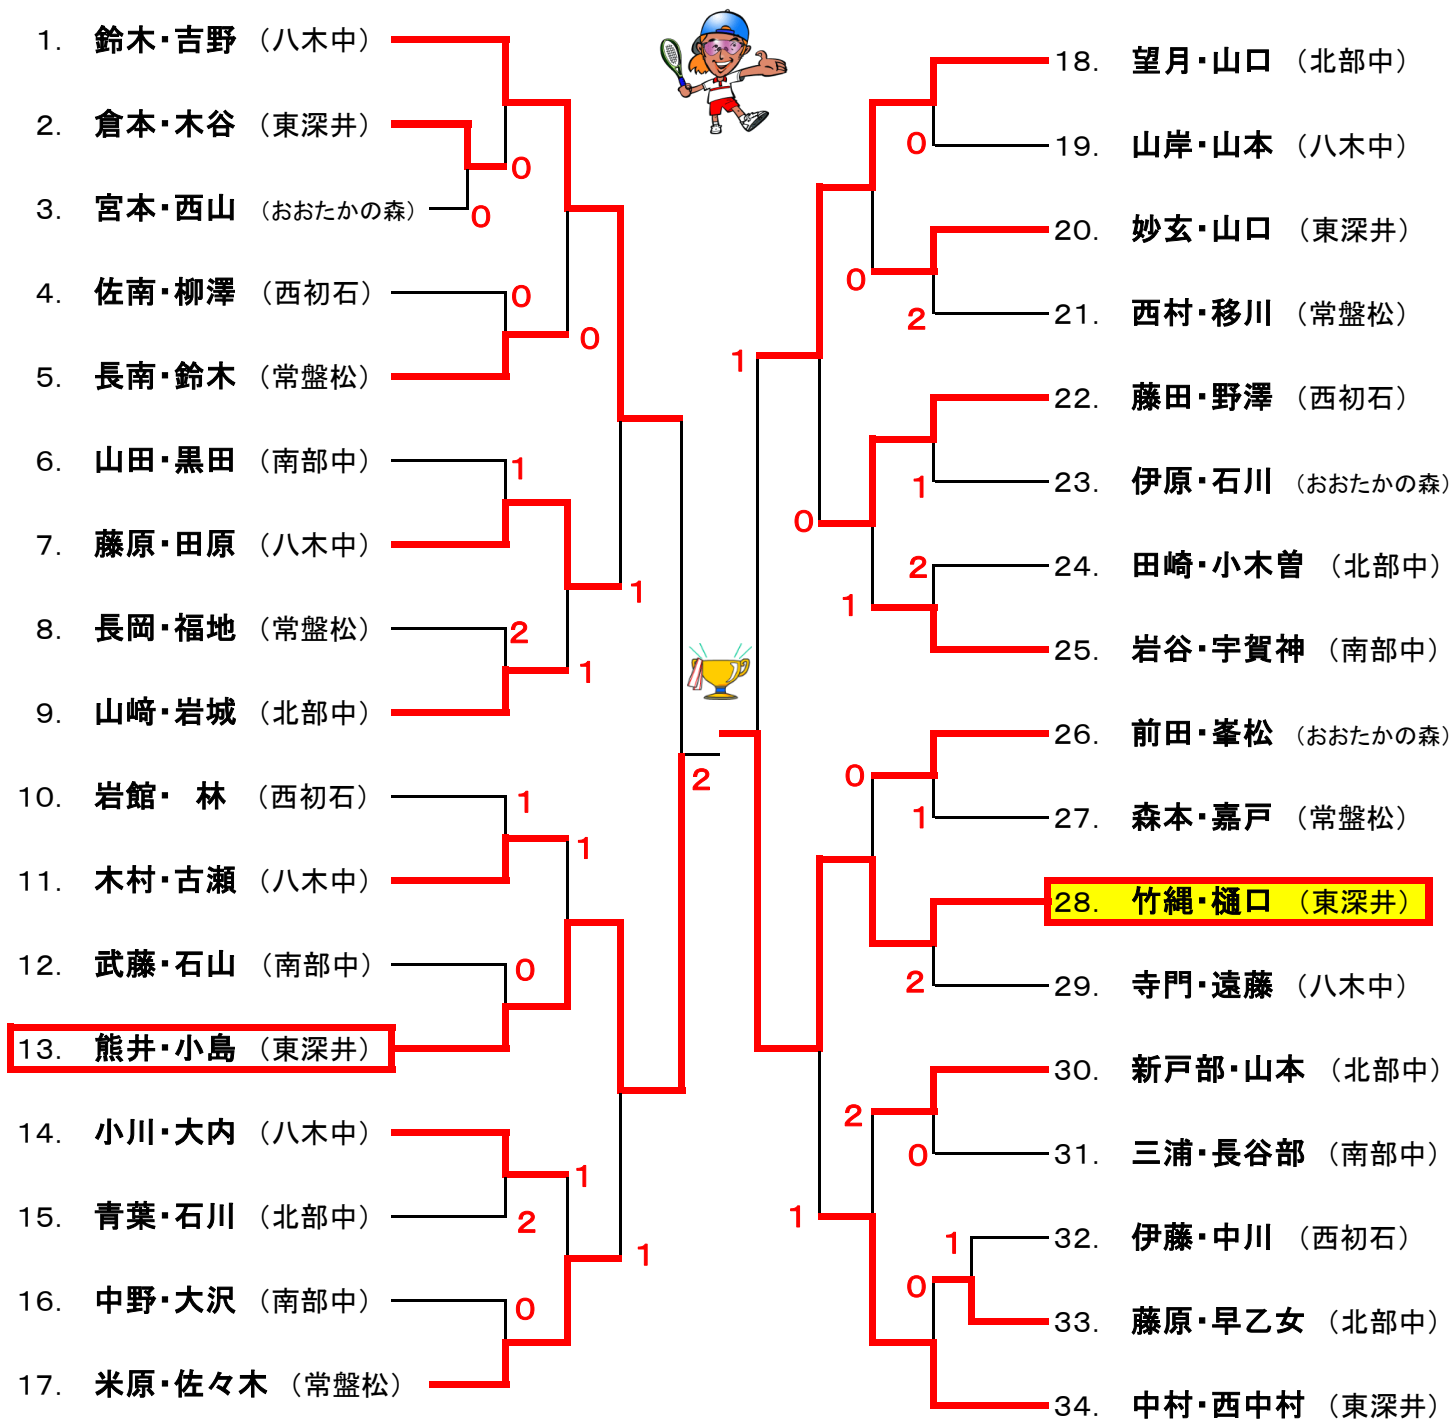 1. 鈴木・吉野 （八木中）
2. 倉本・木谷 （東深井）
0
3. 宮本・西山 （おおたかの森）
0
4. 佐南・柳澤 （西初石）
0
0
5. 長南・鈴木 （常盤松）
6. 山田・黒田 （南部中）
1
7. 藤原・田原 （八木中）
1
8. 長岡・福地 （常盤松）
2
1
9. 山﨑・岩城 （北部中）
10. 岩館・ 林 （西初石）
1
1
11. 木村・古瀬 （八木中）
12. 武藤・石山 （南部中）
0
13. 熊井・小島 （東深井）
14. 小川・大内 （八木中）
1
15. 青葉・石川 （北部中）
2
1
16. 中野・大沢 （南部中）
0
17. 米原・佐々木 （常盤松）
2
1
18. 望月・山口 （北部中）
0
19. 山岸・山本 （八木中）
20. 妙玄・山口 （東深井）
0
2
21. 西村・移川 （常盤松）
22. 藤田・野澤 （西初石）
1
23. 伊原・石川 （おおたかの森）
0
2
24. 田崎・小木曽 （北部中）
1
25. 岩谷・宇賀神 （南部中）
26. 前田・峯松 （おおたかの森）
0
1
27. 森本・嘉戸 （常盤松）
28. 竹縄・樋口 （東深井）
2
29. 寺門・遠藤 （八木中）
30. 新戸部・山本 （北部中）
2
0
31. 三浦・長谷部 （南部中）
1
1
32. 伊藤・中川 （西初石）
0
33. 藤原・早乙女 （北部中）
34. 中村・西中村 （東深井）